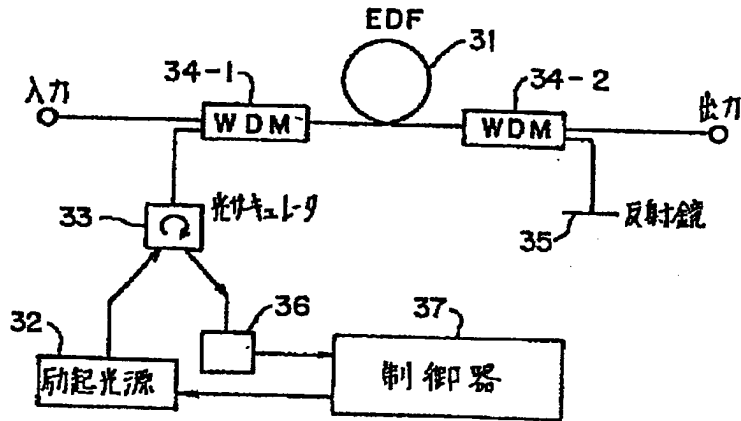 EDF
31
34-1
34-2
入力
WDM
WDM
出力
33
光サーキュレータ
35
反射鏡
36
37
32
励起光源
制御器